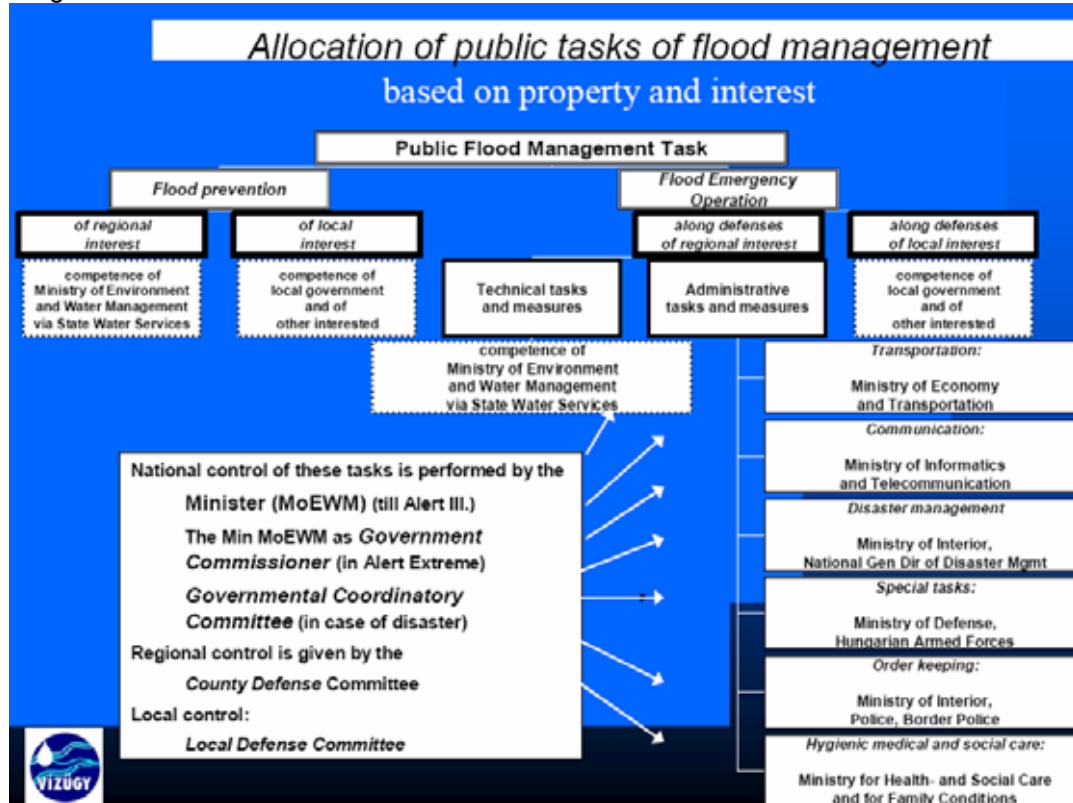 Allocation of public tasks of flood management
based on property and interest
Public Flood Management Task
Flood prevention
Flood Emergency
Operation
of regional
interest
of local
interest
along defenses
of regional interest
along defenses
of local interest
competence of
Ministry of Environment
and Water Management
via State Water Services
competence of
local government
and of
other interested
Technical tasks
and measures
Administrative
tasks and measures
competence of
local government
and of
other interested
competence of
Ministry of Environment
and Water Management
via State Water Services
Transportation:
Ministry of Economy
and Transportation
Communication:
Ministry of Informatics
and Telecommunication
Disaster management
Ministry of Interior,
National Gen Dir of Disaster Mgmt
Special tasks:
Ministry of Defense,
Hungarian Armed Forces
Order keeping:
Ministry of Interior,
Police, Border Police
Hygienic medical and social care:
Ministry for Health- and Social Care
and for Family Conditions
National control of these tasks is performed by the
Minister (MoEWM) (till Alert III.)
The Min MoEWM as Government
Commissioner (in Alert Extreme)
Governmental Coordinatory
Committee (in case of disaster)
Regional control is given by the
County Defense Committee
Local control:
Local Defense Committee
VÍZÜGY